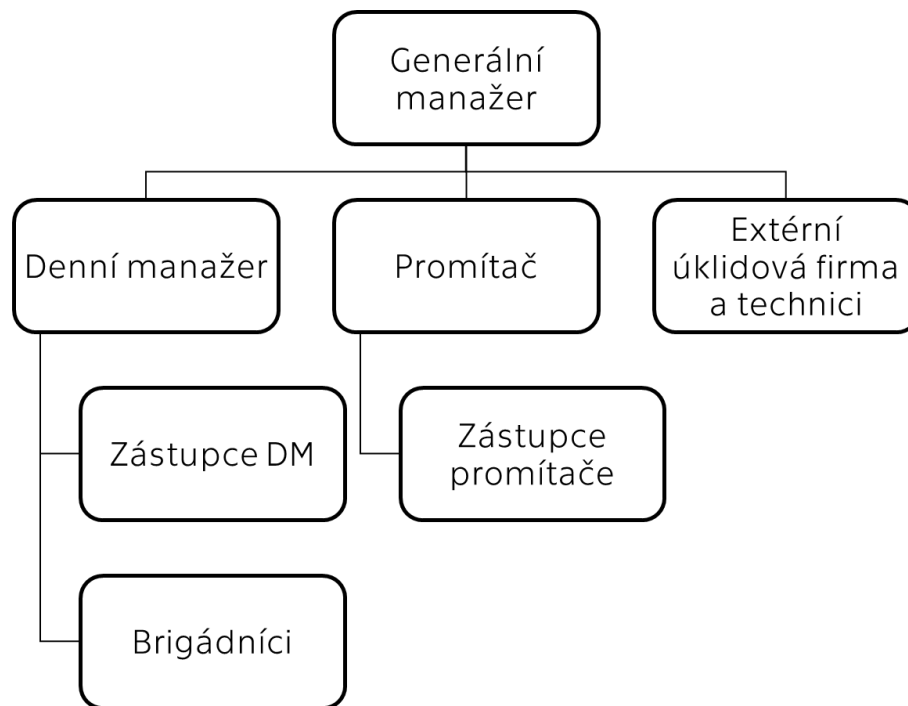 Generální
manažer
Denní manažer
Promítač
Extérní
úklidová firma
a technici
Zástupce DM
Zástupce
promítače
Brigádníci